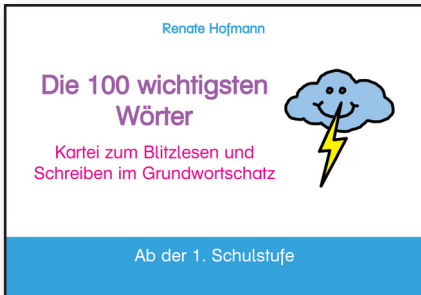 Renate Hofmann
Die 100 wichtigsten
Wörter
Kartei zum Blitzlesen und
Schreiben im Grundwortschatz
Ab der 1. Schulstufe